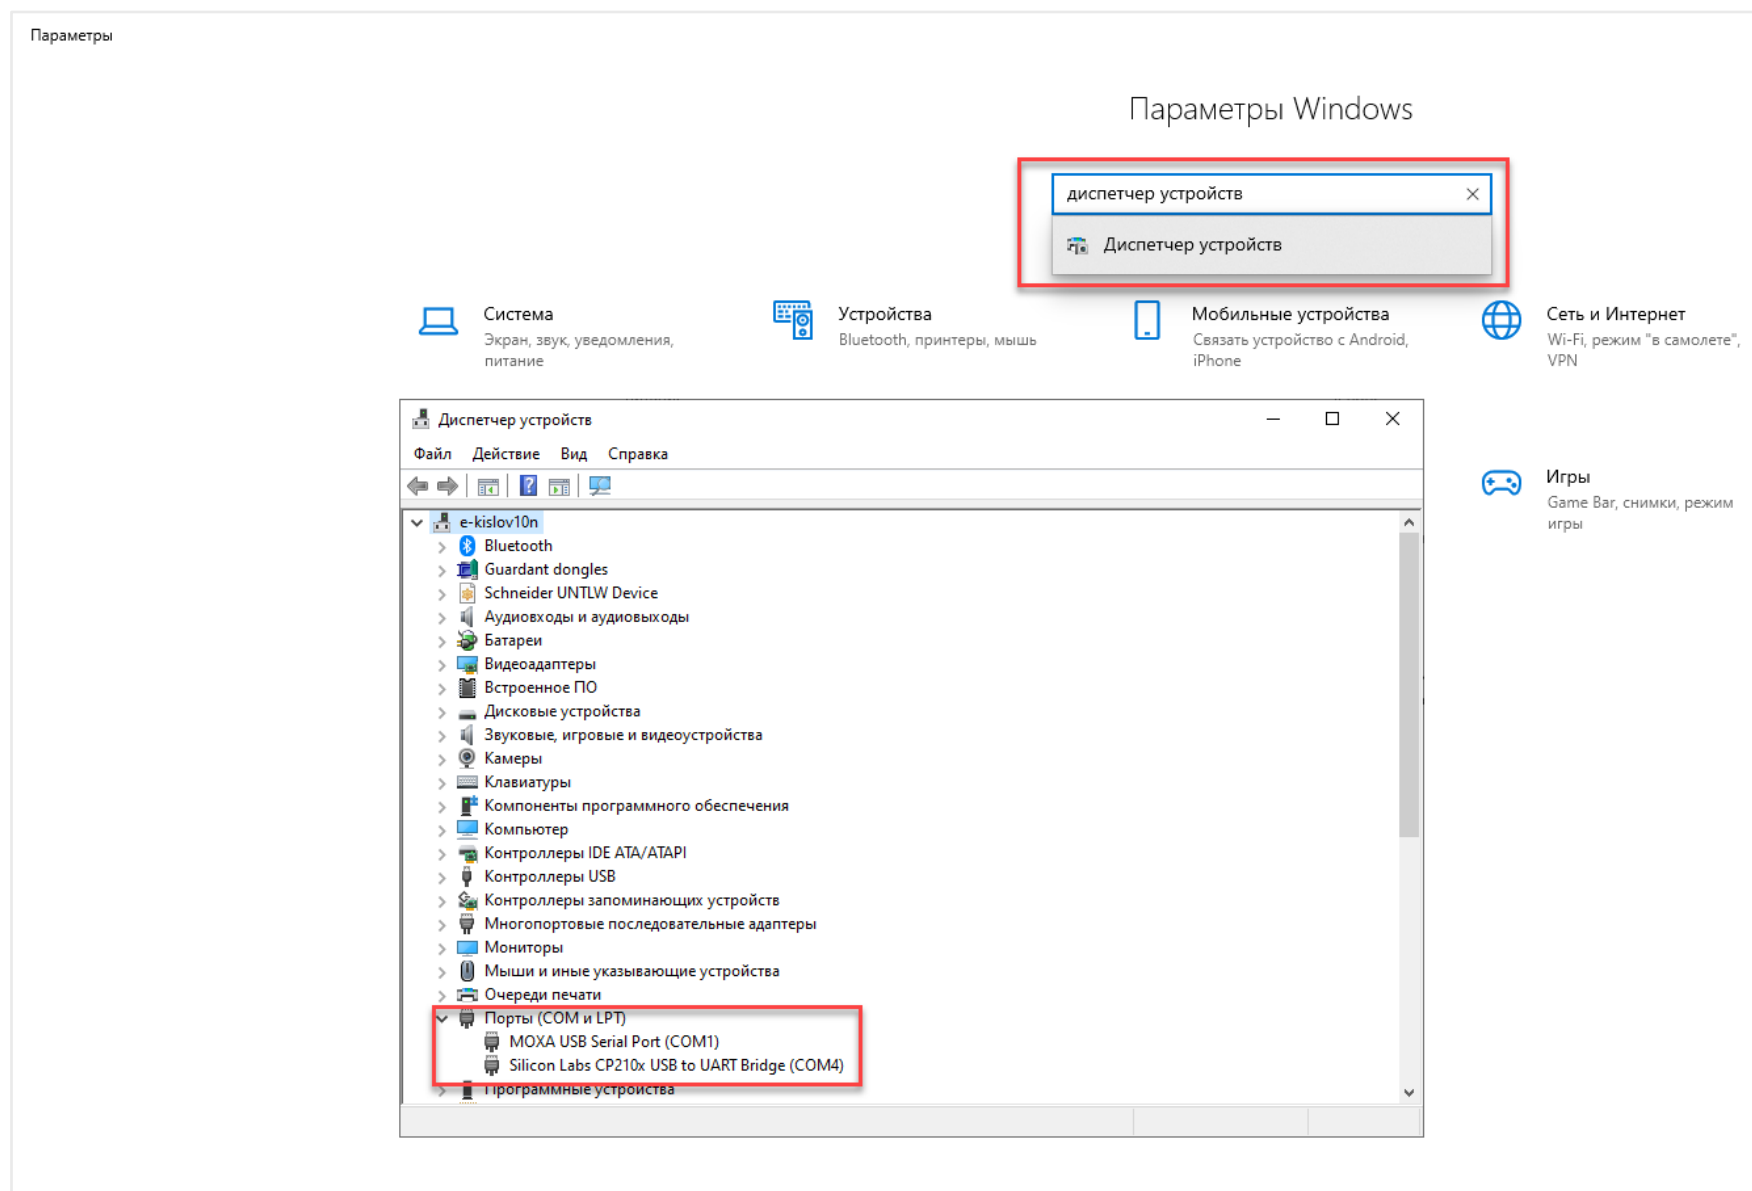 Параметры
Параметры Windows
диспетчер устройств
Диспетчер устройств
Система
Экран, звук, уведомления,
питание
Устройства
Bluetooth, принтеры, мышь
Мобильные устройства
Связать устройство с Android,
iPhone
Сеть и Интернет
Wi-Fi, режим "в самолете",
VPN
Игры
Game Bar, снимки, режим
игры
Диспетчер устройств
Файл Действие Вид Справка
e-kislov10n
Bluetooth
Guardant dongles
Schneider UNTLW Device
Аудиовходы и аудиовыходы
Батареи
Видеоадаптеры
Встроенное ПО
Дисковые устройства
Звуковые, игровые и видеоустройства
Камеры
Клавиатуры
Компоненты программного обеспечения
Компьютер
Контроллеры IDE ATA/ATAPI
Контроллеры USB
Контроллеры запоминающих устройств
Многопортовые последовательные адаптеры
Мониторы
Мыши и иные указывающие устройства
Очереди печати
Порты (COM и LPT)
MOXA USB Serial Port (COM1)
Silicon Labs CP210x USB to UART Bridge (COM4)
Программные устройства